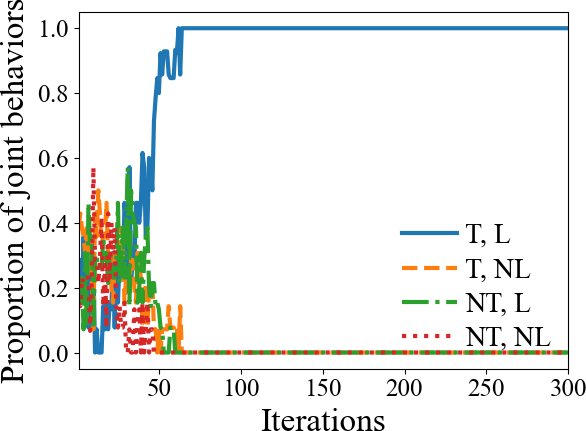 Proportion of joint behaviors
1.0
0.8
0.6
0.4
0.2
0.0
T, L
T, NL
NT, L
NT, NL
50
100
150
200
250
300
Iterations